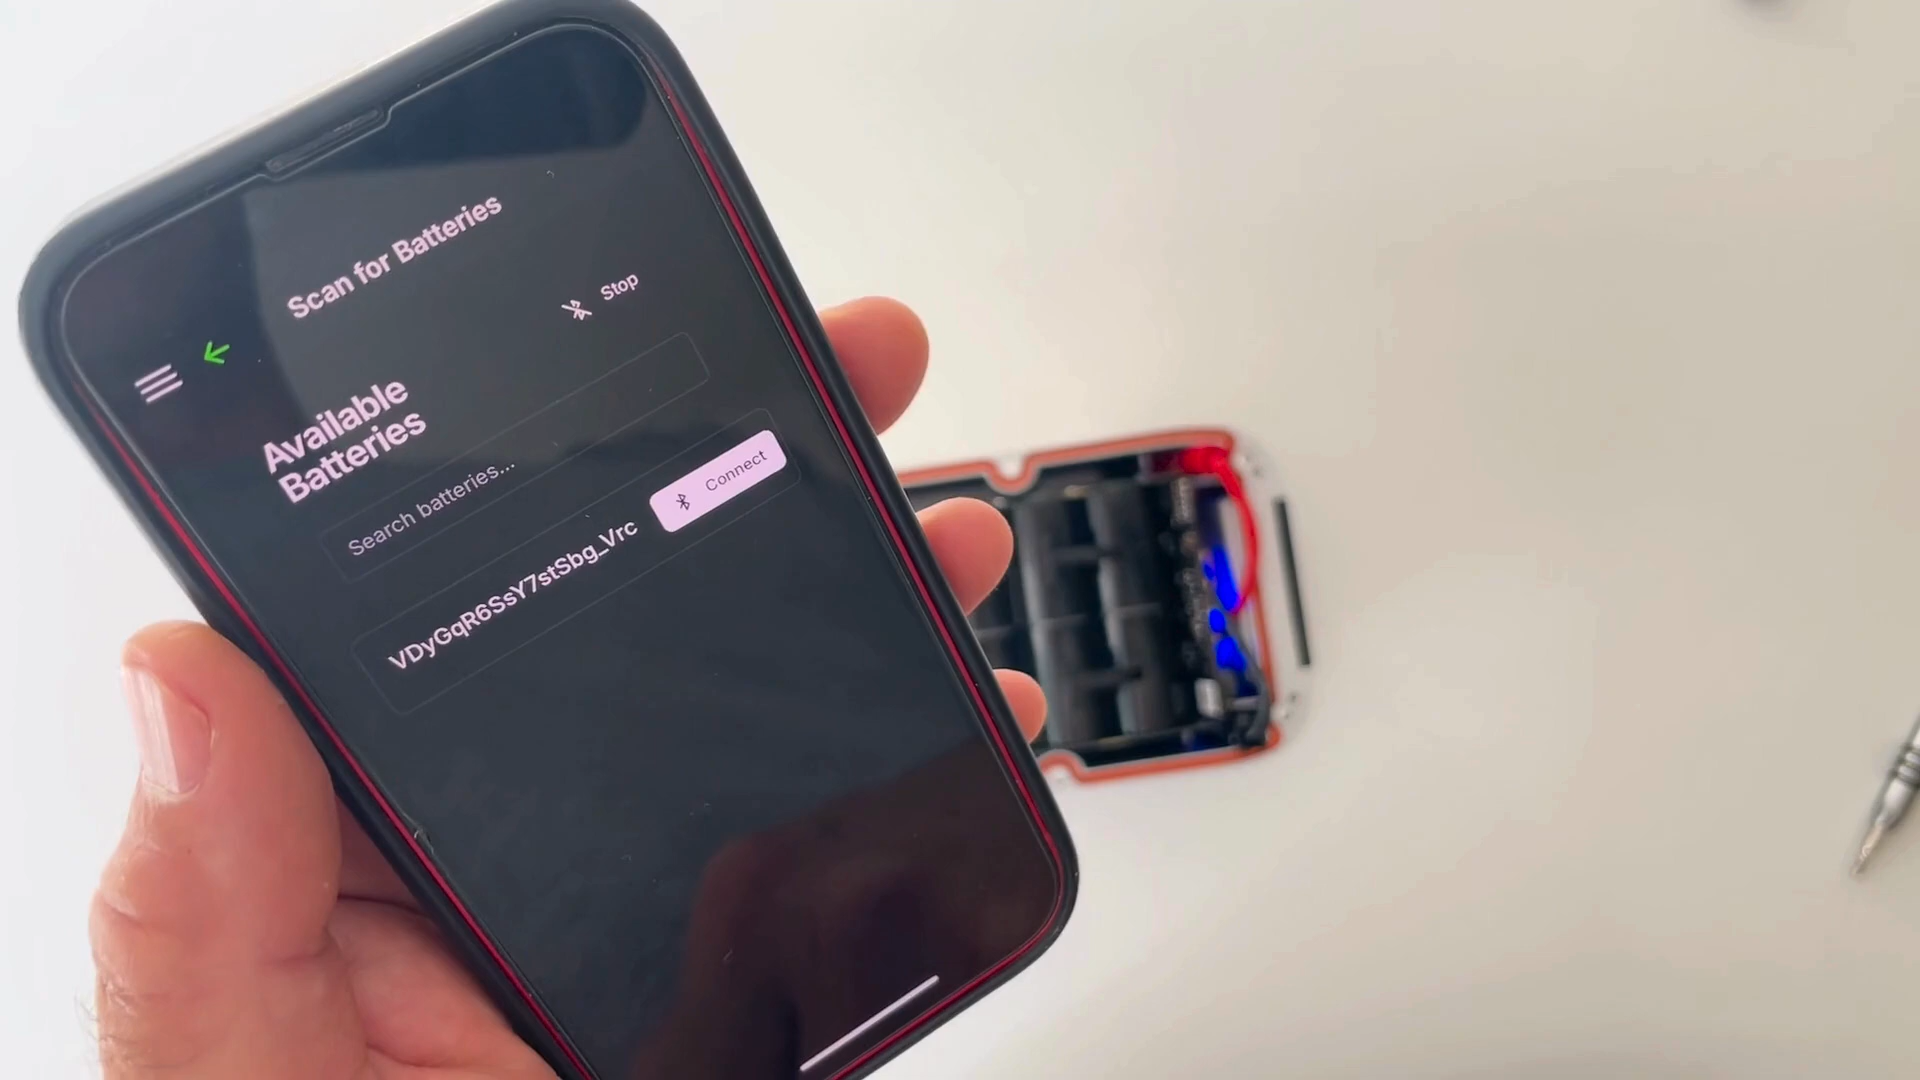 Scan for Batteries
Stop
Available
Batteries
Search batteries...
VDyGqR6SsY7stSbg_Vrc
Connect